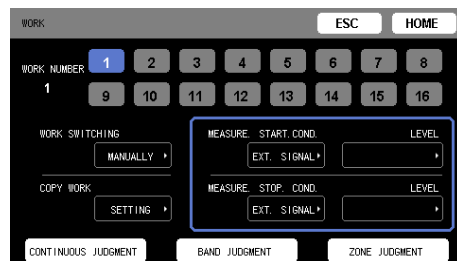 WORK ESC HOME
WORK NUMBER 1 2 3 4 5 6 7 8
1 9 10 11 12 13 14 15 16
WORK SWITCHING MEASURE. START.COND. LEVEL
MANUALLY EXT. SIGNAL
COPY WORK MEASURE. STOP. COND. LEVEL
SETTING EXT. SIGNAL
CONTINUOUS JUDGMENT BAND JUDGMENT ZONE JUDGMENT